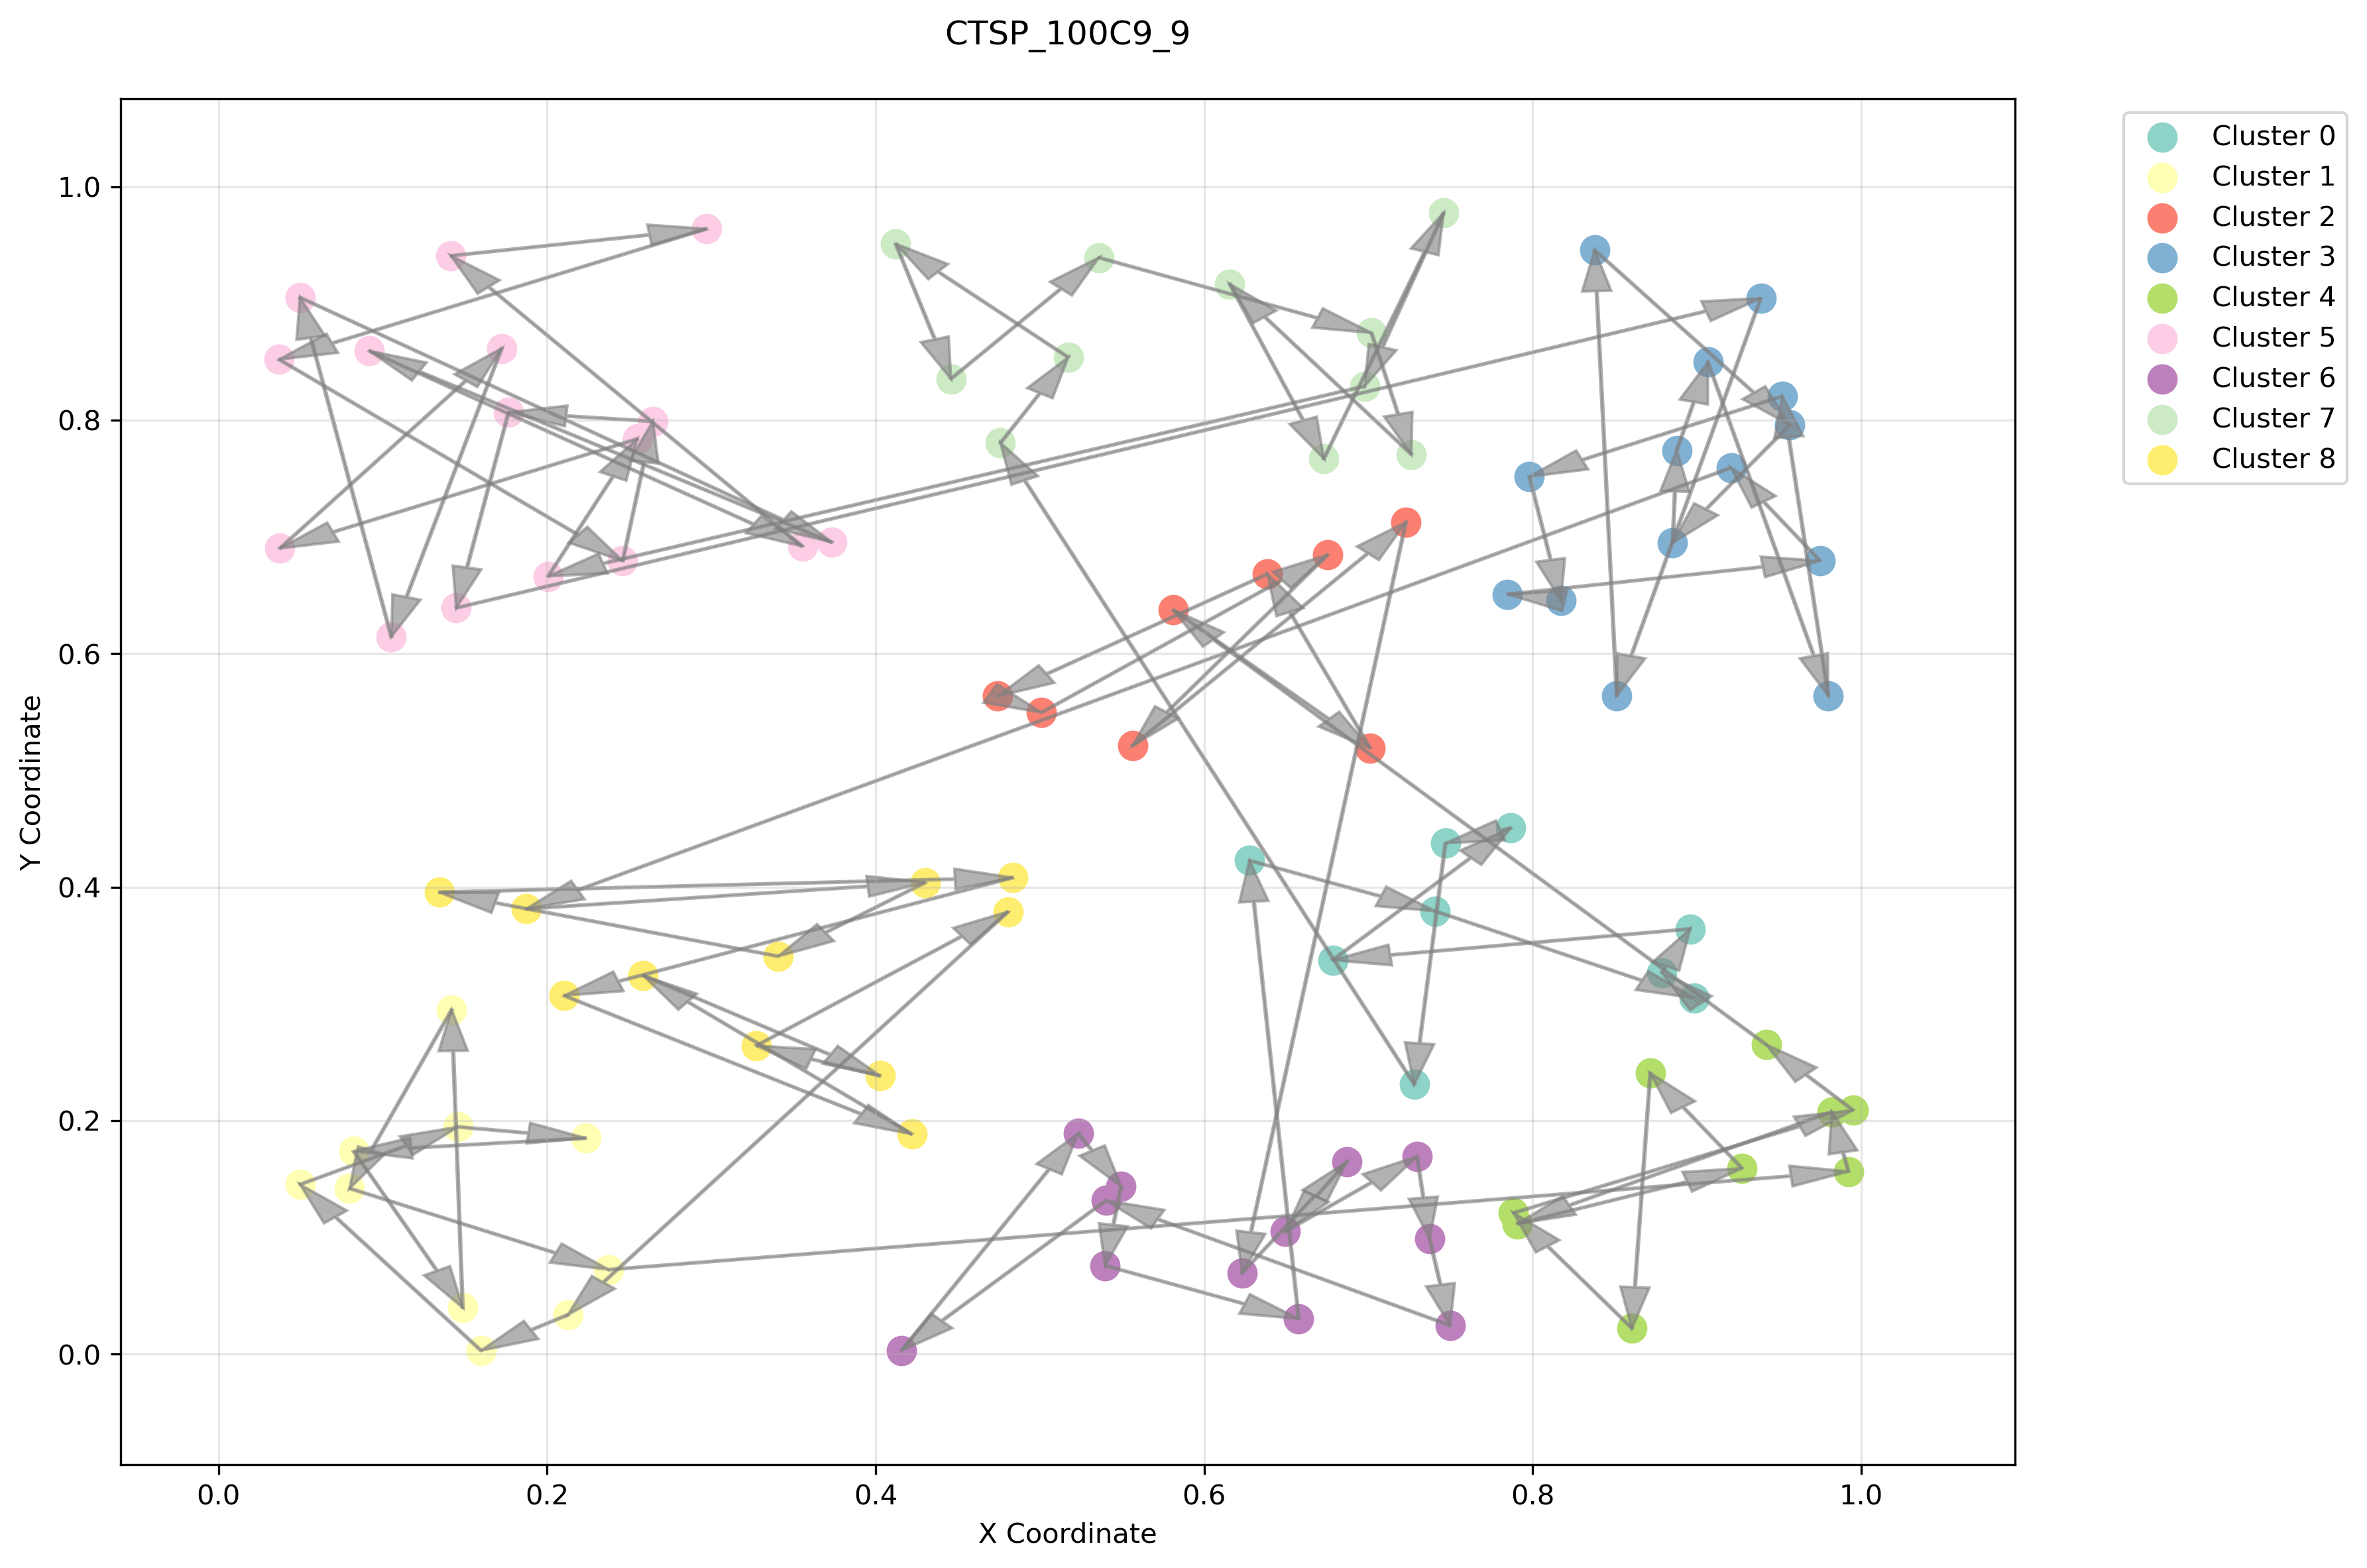 CTSP_100C9_9
1.0
0.8
0.6
0.4
0.2
0.0
Y Coordinate
0.0 0.2 0.4 0.6 0.8 1.0
X Coordinate
Cluster 0
Cluster 1
Cluster 2
Cluster 3
Cluster 4
Cluster 5
Cluster 6
Cluster 7
Cluster 8